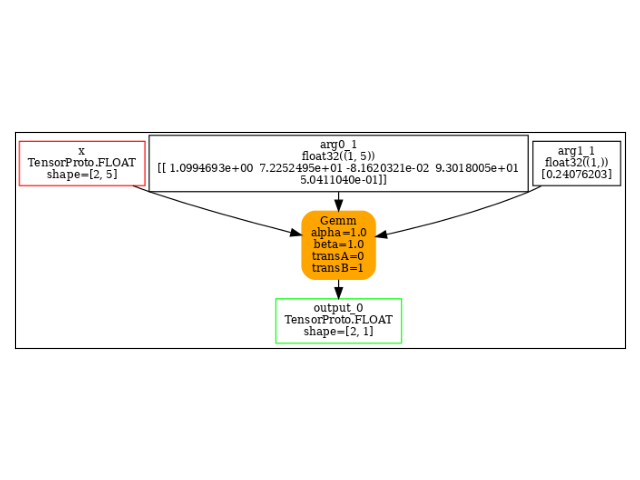 x
TensorProto.FLOAT
shape=[2, 5]
arg0_1
float32((1, 5))
[[ 1.0994693e+00  7.2252495e+01 -8.1620321e-02  9.3018005e+01
5.0411040e-01]]
arg1_1
float32((1,))
[0.24076203]
Gemm
alpha=1.0
beta=1.0
transA=0
transB=1
output_0
TensorProto.FLOAT
shape=[2, 1]